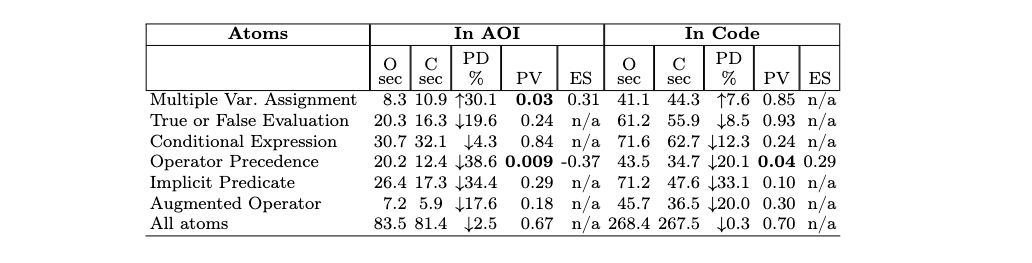 Atoms In AOI In Code
O sec C sec PD % PV ES O sec C sec PD % PV ES
Multiple Var. Assignment 8.3 10.9 ↑30.1 0.03 0.31 41.1 44.3 ↑7.6 0.85 n/a
True or False Evaluation 20.3 16.3 ↓19.6 0.24 n/a 61.2 55.9 ↓8.5 0.93 n/a
Conditional Expression 30.7 32.1 ↓4.3 0.84 n/a 71.6 62.7 ↓12.3 0.24 n/a
Operator Precedence 20.2 12.4 ↓38.6 0.009 -0.37 43.5 34.7 ↓20.1 0.04 0.29
Implicit Predicate 26.4 17.3 ↓34.4 0.29 n/a 71.2 47.6 ↓33.1 0.10 n/a
Augmented Operator 7.2 5.9 ↓17.6 0.18 n/a 45.7 36.5 ↓20.0 0.30 n/a
All atoms 83.5 81.4 ↓2.5 0.67 n/a 268.4 267.5 ↓0.3 0.70 n/a